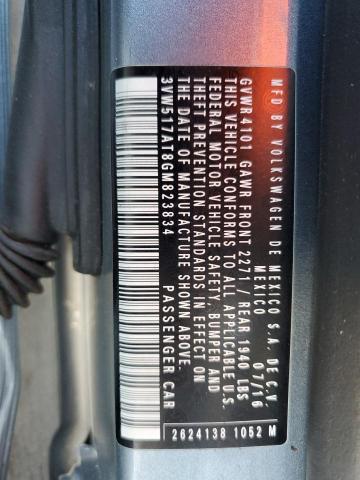 MFD BY VOLKSWAGEN DE MEXICO S.A. DE C.V
MEXICO 07/16
GVWR 4101 GAWR FRONT 2271 // REAR 1940 LBS
THIS VEHICLE CONFORMS TO ALL APPLICABLE U.S.
FEDERAL MOTOR VEHICLE SAFETY, BUMPER AND
THEFT PREVENTION STANDARDS IN EFFECT ON
THE DATE OF MANUFACTURE SHOWN ABOVE
3VW517AT8GM823834 PASSENGER CAR
2624138 1052 M